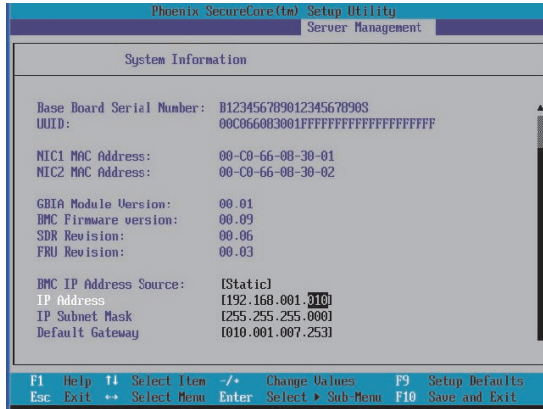 Phoenix SecureCore(tm) Setup Utility
Server Management
System Information
Base Board Serial Number: B12345678901234567890S
UUID: 00C066083001FFFFFFFFFFFFFFFFFFFF
NIC1 MAC Address: 00-C0-66-08-30-01
NIC2 MAC Address: 00-C0-66-08-30-02
GBIA Module Version: 00.01
BMC Firmware version: 00.09
SDR Revision: 00.06
FRU Revision: 00.03
BMC IP Address Source: [Static]
IP Address [192.168.001.010]
IP Subnet Mask [255.255.255.000]
Default Gateway [010.001.007.253]
F1 Help ↑↓ Select Item -/+ Change Values F9 Setup Defaults
Esc Exit ↔ Select Menu Enter Select ▸ Sub-Menu F10 Save and Exit